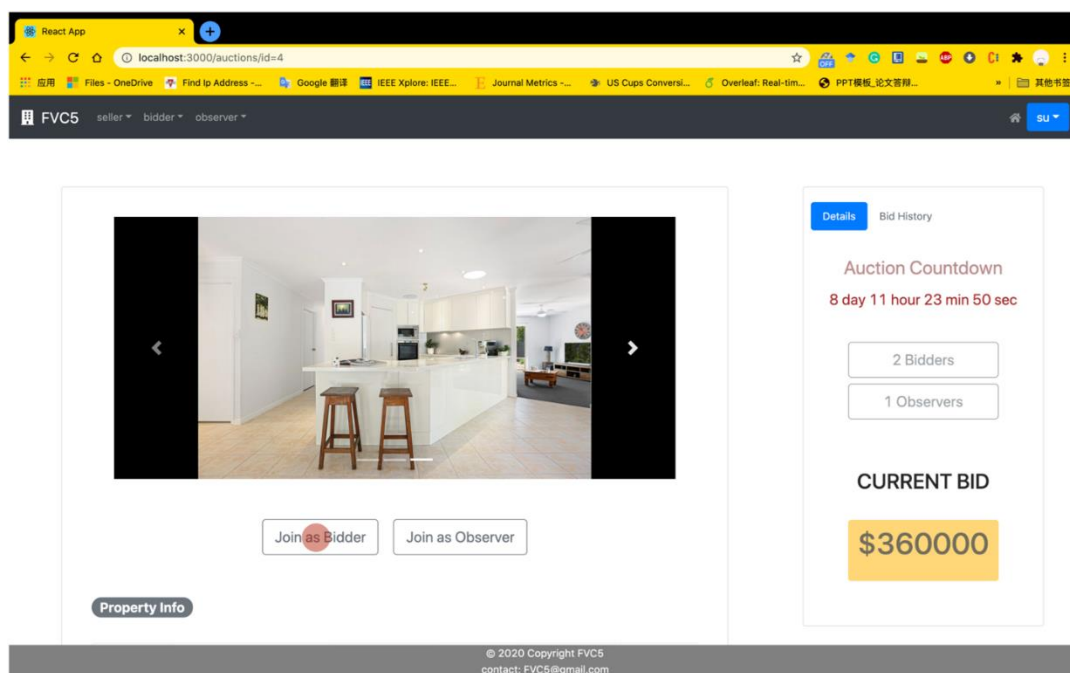 React App
localhost:3000/auctions/id=4
OFF
ABP
应用 Files - OneDrive Find Ip Address -... Google 翻译 IEEE Xplore: IEEE... Journal Metrics -... US Cups Conversi... Overleaf: Real-tim... PPT模板_论文答辩... » 其他书签
FVC5 seller bidder observer su
Details Bid History
Auction Countdown
8 day 11 hour 23 min 50 sec
2 Bidders
1 Observers
CURRENT BID
$360000
Join as Bidder Join as Observer
Property Info
© 2020 Copyright FVC5
contact: FVC5@gmail.com